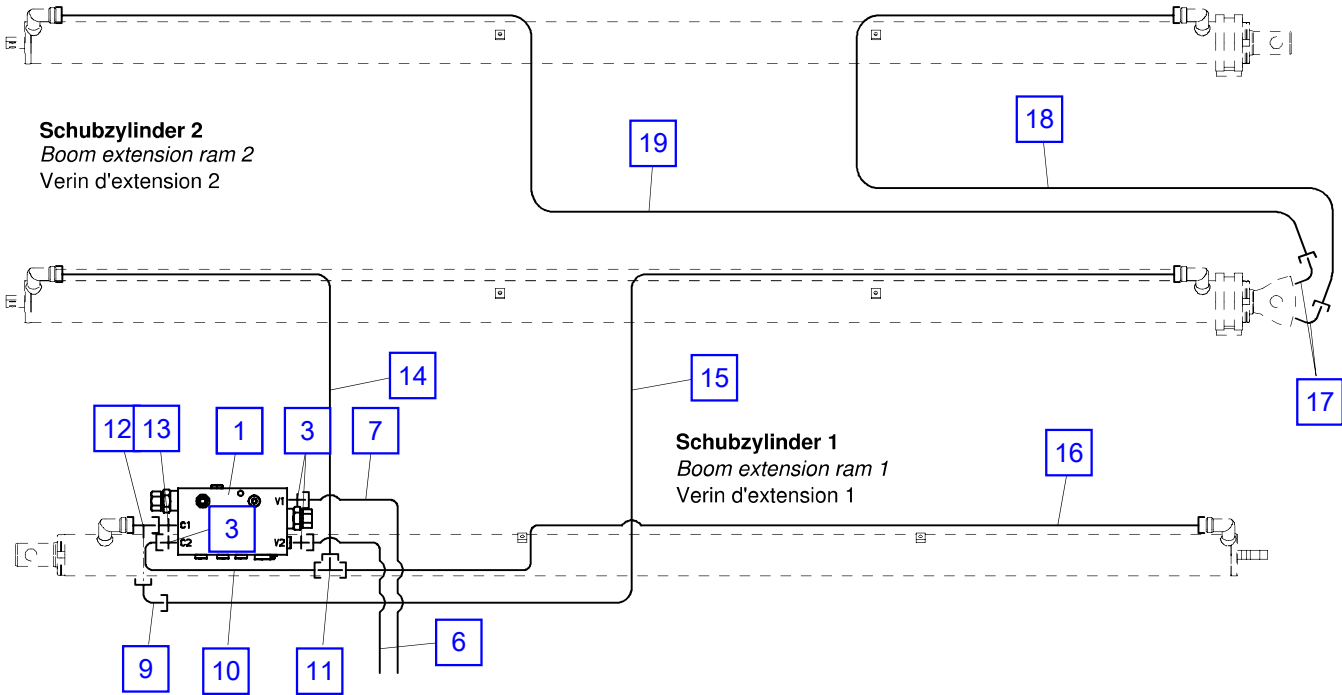 18
19
Schubzylinder 2
Boom extension ram 2
Verin d'extension 2
14
15
17
12
13
1
3
7
Schubzylinder 1
Boom extension ram 1
Verin d'extension 1
16
V1
C1
3
C2
V2
9
10
11
6